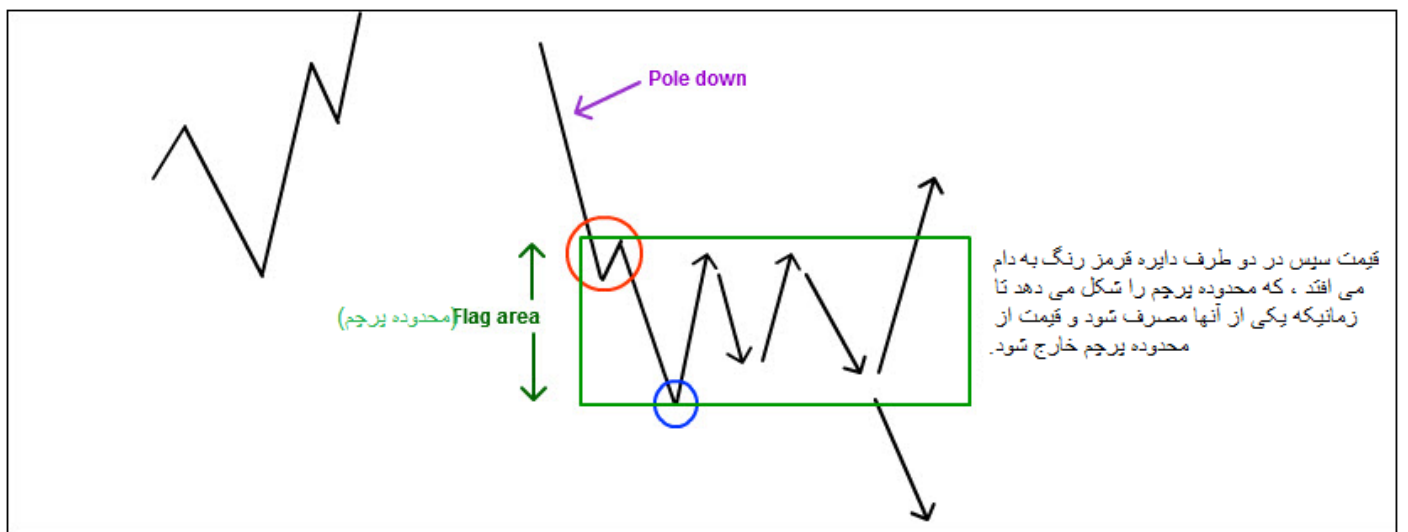 Pole down
قیمت سپس در دو طرف دایره قرمز رنگ به دام
می افتد ، که محدوده پرچم را شکل می دهد تا
زمانیکه یکی از آنها مصرف شود و قیمت از
محدوده پرچم خارج شود.
Flag area(محدوده پرچم)